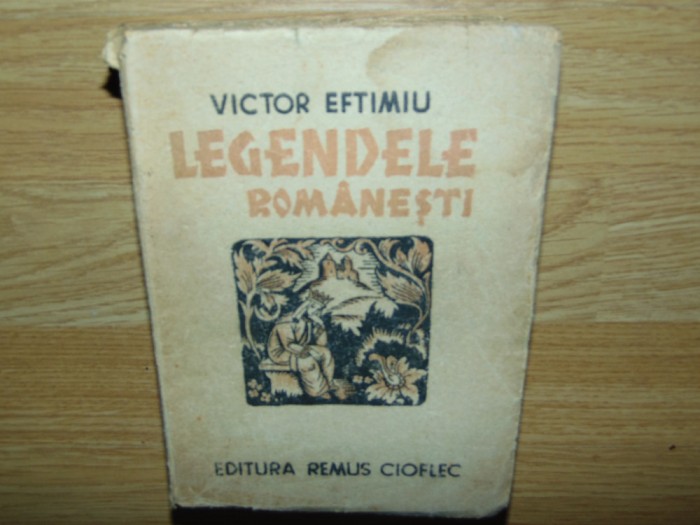 VICTOR EFTIMIU
LEGENDELE
ROMÂNEȘTI
EDITURA REMUS CIOFLEC